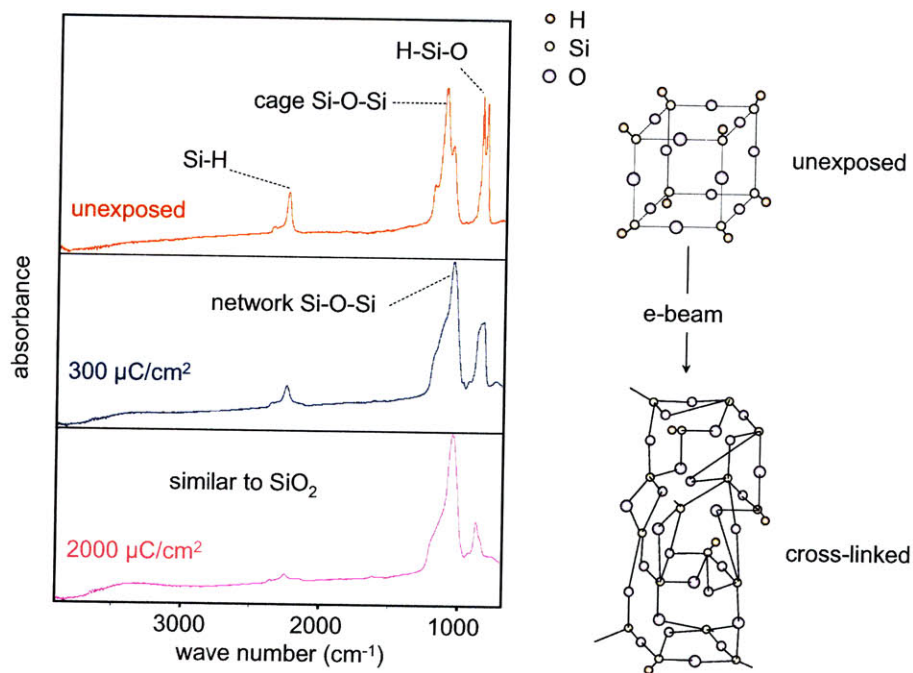 H
Si
O
H-Si-O
cage Si-O-Si
Si-H
unexposed
unexposed
absorbance
network Si-O-Si
e-beam
300 μC/cm²
similar to SiO₂
2000 μC/cm²
cross-linked
3000
2000
1000
wave number (cm⁻¹)